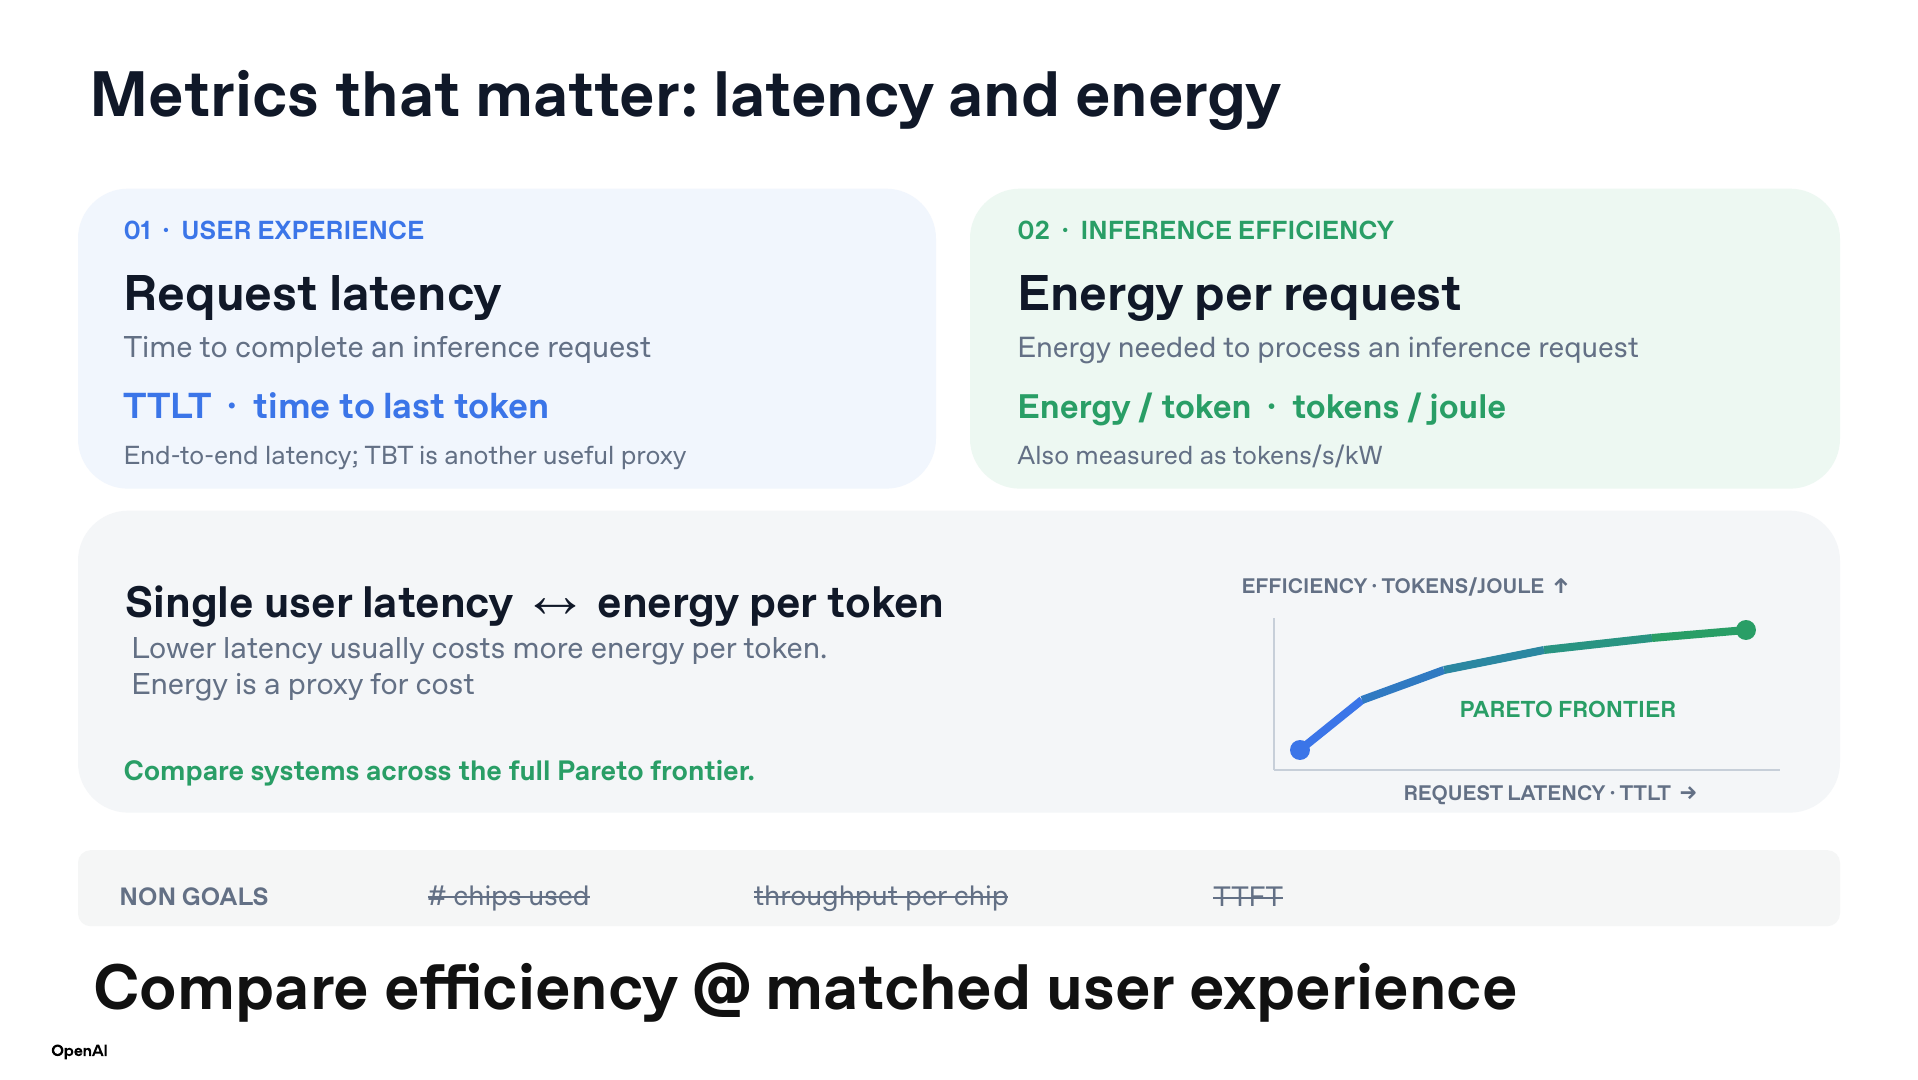 Metrics that matter: latency and energy
01 · USER EXPERIENCE
Request latency
Time to complete an inference request
TTLT · time to last token
End-to-end latency; TBT is another useful proxy
02 · INFERENCE EFFICIENCY
Energy per request
Energy needed to process an inference request
Energy / token · tokens / joule
Also measured as tokens/s/kW
Single user latency ↔ energy per token
Lower latency usually costs more energy per token.
Energy is a proxy for cost
Compare systems across the full Pareto frontier.
EFFICIENCY · TOKENS/JOULE ↑
PARETO FRONTIER
REQUEST LATENCY · TTLT →
NON GOALS
# chips used
throughput per chip
TTFT
Compare efficiency @ matched user experience
OpenAI